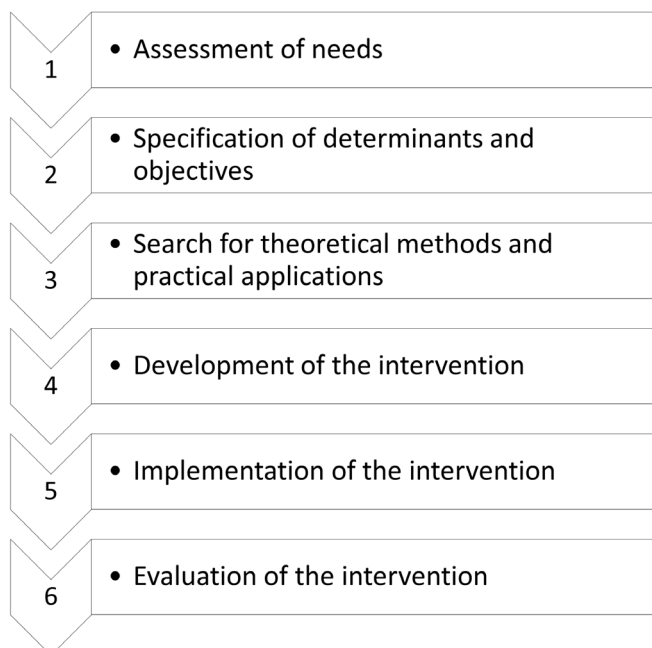 1
• Assessment of needs
2
• Specification of determinants and
objectives
3
• Search for theoretical methods and
practical applications
4
• Development of the intervention
5
• Implementation of the intervention
6
• Evaluation of the intervention